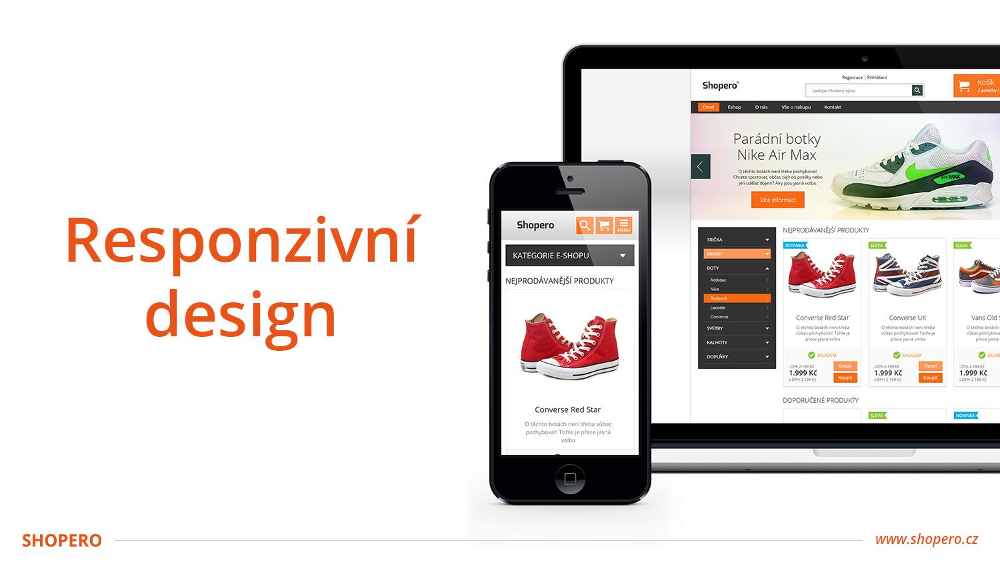 Responzivní
design
Shopero
MENU
KATEGORIE E-SHOPU
NEJPRODÁVANĚJŠÍ PRODUKTY
Converse Red Star
O těchto botách není třeba vůbec
pochybovat! Tohle je přece jasná
volba
Shopero®
Registrace | Přihlášení
zadejte hledaný výraz
Košík
2 položky /
Úvod Eshop O nás Vše o nákupu Kontakt
Parádní botky
Nike Air Max
O těchto botách není třeba pochybovat!
Chcete sportovat, občas zajít do posilky nebo
jen udělat dojem? Airy jsou jasná volba.
Více informací
AIR MAX
TRIČKA
MIKINY
BOTY
Addidas
Nike
Reebook
Lacoste
Converse
SVETRY
KALHOTY
DOPLŇKY
NEJPRODÁVANĚJŠÍ PRODUKTY
NOVINKA
Converse Red Star
O těchto botách není třeba
vůbec pochybovat! Tohle je
přece jasná volba
SKLADEM
-20% 2.199 Kč
1.999 Kč
s DPH 2.199 Kč
Detail
Koupit
SLEVA
Converse UK
O těchto botách není třeba
vůbec pochybovat! Tohle je
přece jasná volba
SKLADEM
-20% 2.199 Kč
1.999 Kč
s DPH 2.199 Kč
Detail
Koupit
SLEVA
Vans Old
O těchto botách
vůbec pochybovat
přece jasná
-20% 2.199 Kč
1.999 Kč
s DPH 2.199 Kč
DOPORUČENÉ PRODUKTY
SLEVA
NOVINKA
SHOPERO
www.shopero.cz